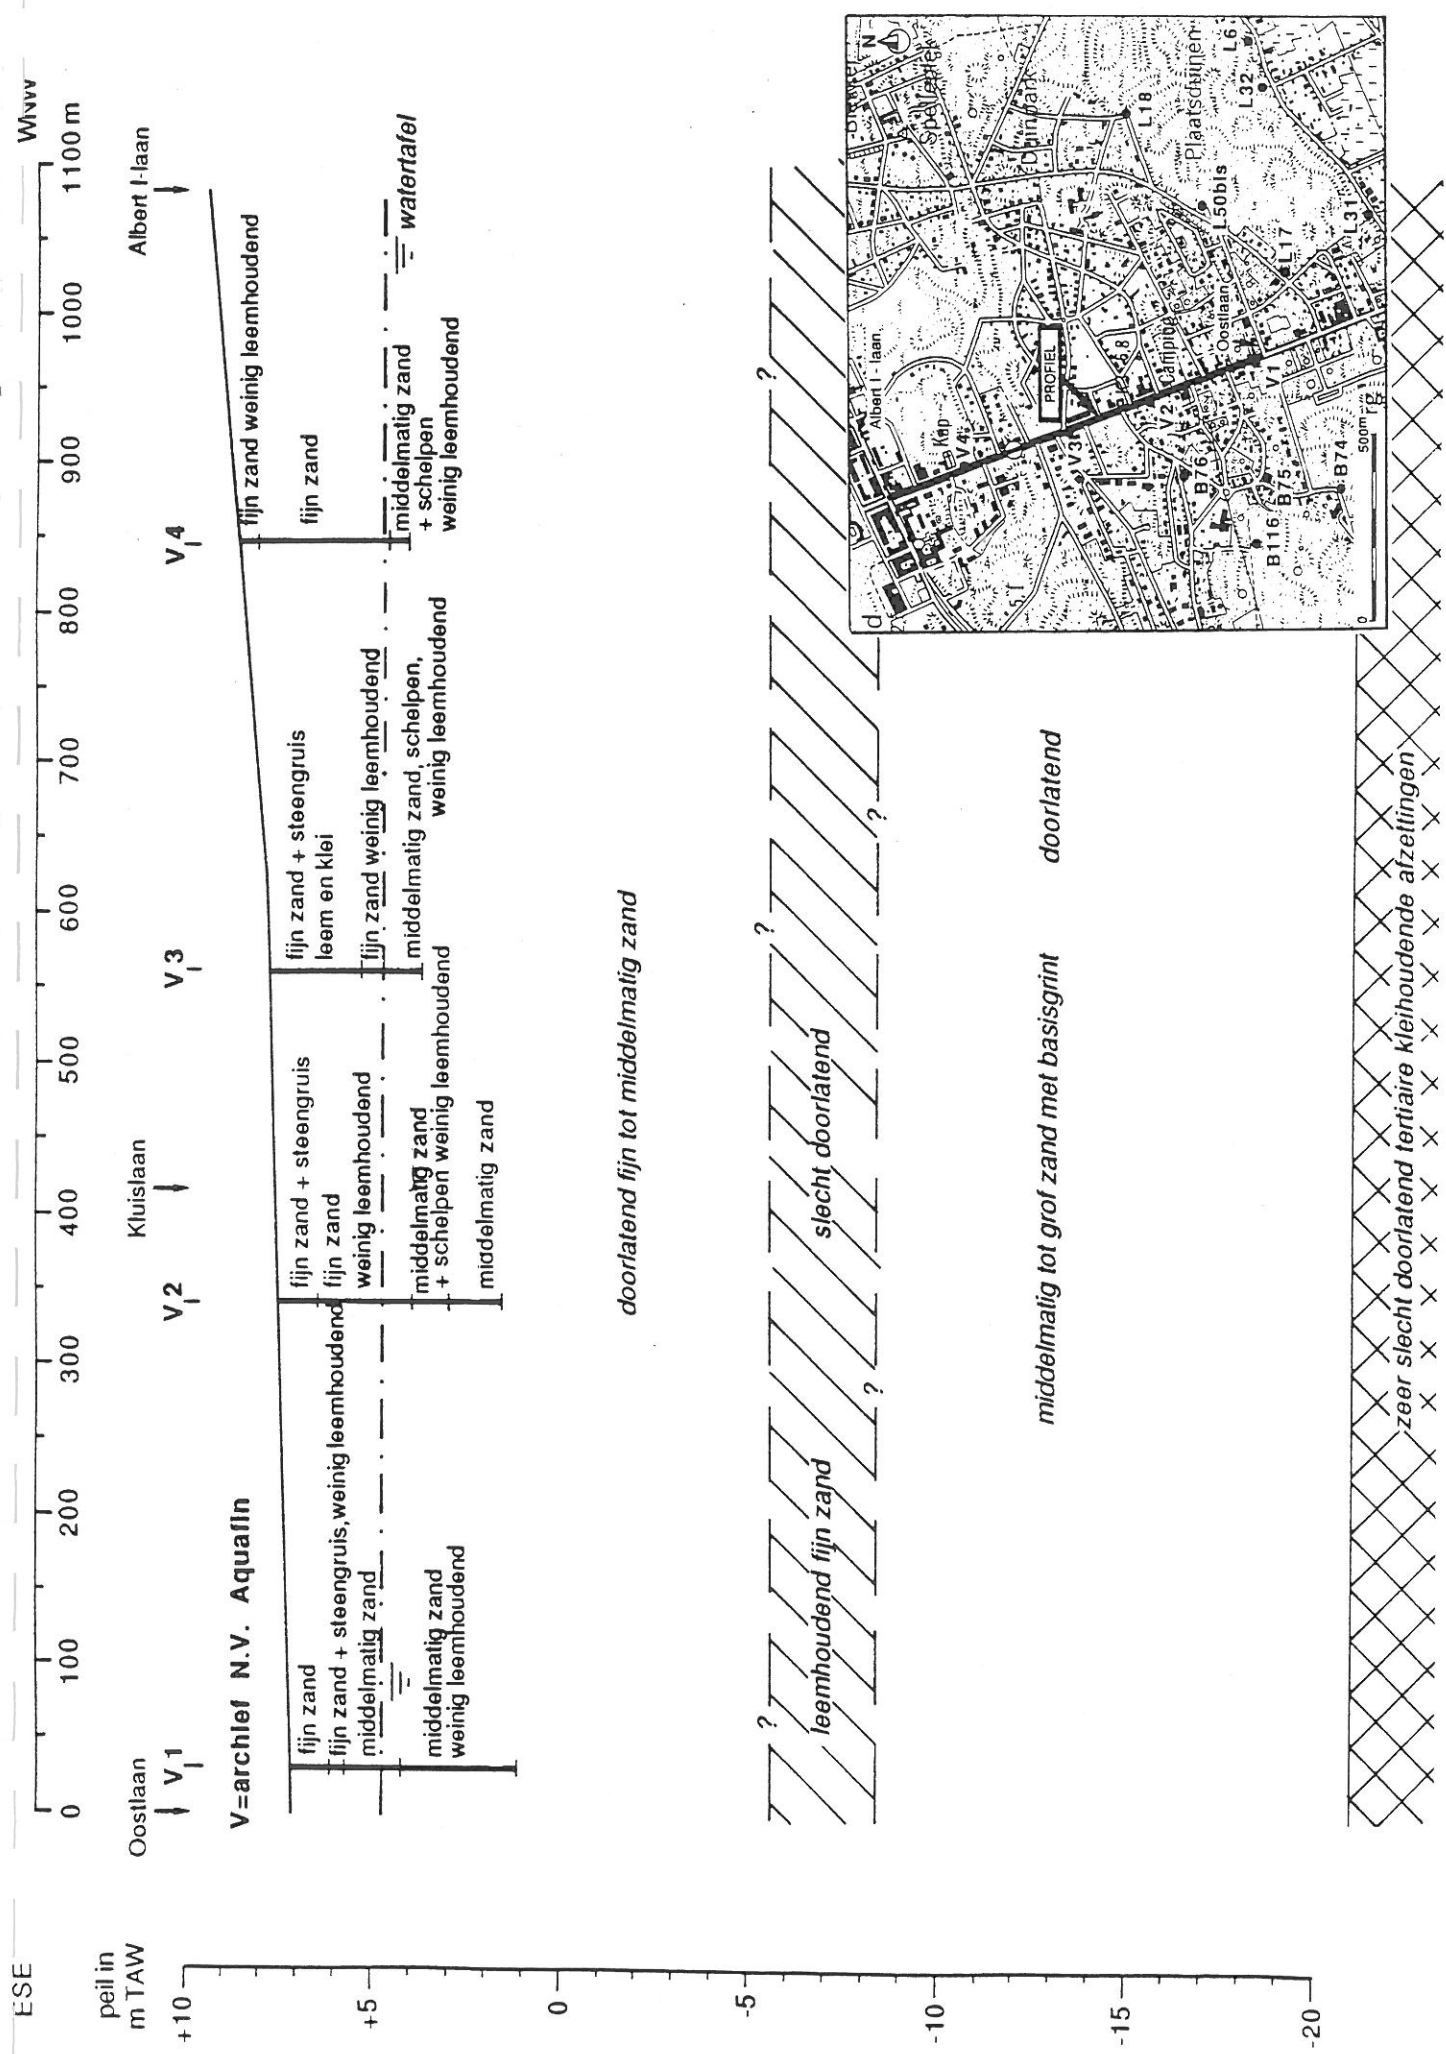 ESE
WNW
0 100 200 300 400 500 600 700 800 900 1000 1100 m
Oostlaan
Kluislaan
Albert I-laan
V1
V2
V3
V4
V=archief N.V. Aquafin
peil in
m TAW
+10
+5
0
-5
-10
-15
-20
fijn zand
fijn zand + steengruis, weinig leemhoudend
middelmatig zand
middelmatig zand
weinig leemhoudend
fijn zand + steengruis
fijn zand
weinig leemhoudend
middelmatig zand
+ schelpen weinig leemhoudend
middelmatig zand
fijn zand + steengruis
leem en klei
fijn zand weinig leemhoudend
middelmatig zand, schelpen,
weinig leemhoudend
fijn zand weinig leemhoudend
fijn zand
middelmatig zand
+ schelpen
weinig leemhoudend
watertafel
doorlatend fijn tot middelmatig zand
? ? ?
leemhoudend fijn zand
slecht doorlatend
? ?
middelmatig tot grof zand met basisgrint
doorlatend
zeer slecht doorlatend tertiaire kleihoudende afzettingen
N
Duinpark
L18
Plaatsduinen
L6
L32
L50bis
L17
L31
Albert I - laan
PROFIEL
Kap
V4
V3
V2
Camping
Oostlaan
V1
B76
B75
B74
B116
0
500m